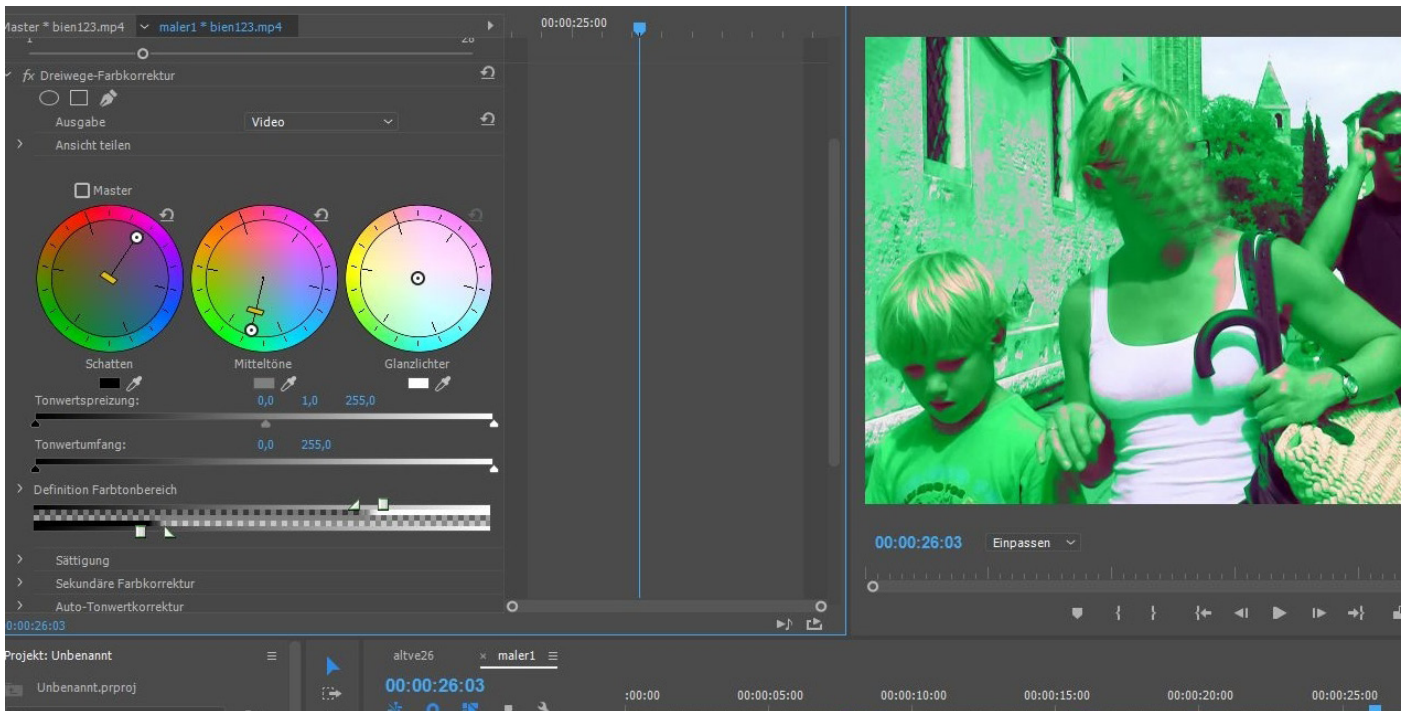 Master * bien123.mp4 maler1 * bien123.mp4
00:00:25:00
1 20
fx Dreiwege-Farbkorrektur
Ausgabe Video
Ansicht teilen
Master
Schatten Mitteltöne Glanzlichter
Tonwertspreizung: 0,0 1,0 255,0
Tonwertumfang: 0,0 255,0
Definition Farbtonbereich
Sättigung
Sekundäre Farbkorrektur
Auto-Tonwertkorrektur
0:00:26:03
00:00:26:03 Einpassen
Projekt: Unbenannt
Unbenannt.prproj
altve26 × maler1
00:00:26:03
:00:00 00:00:05:00 00:00:10:00 00:00:15:00 00:00:20:00 00:00:25:00